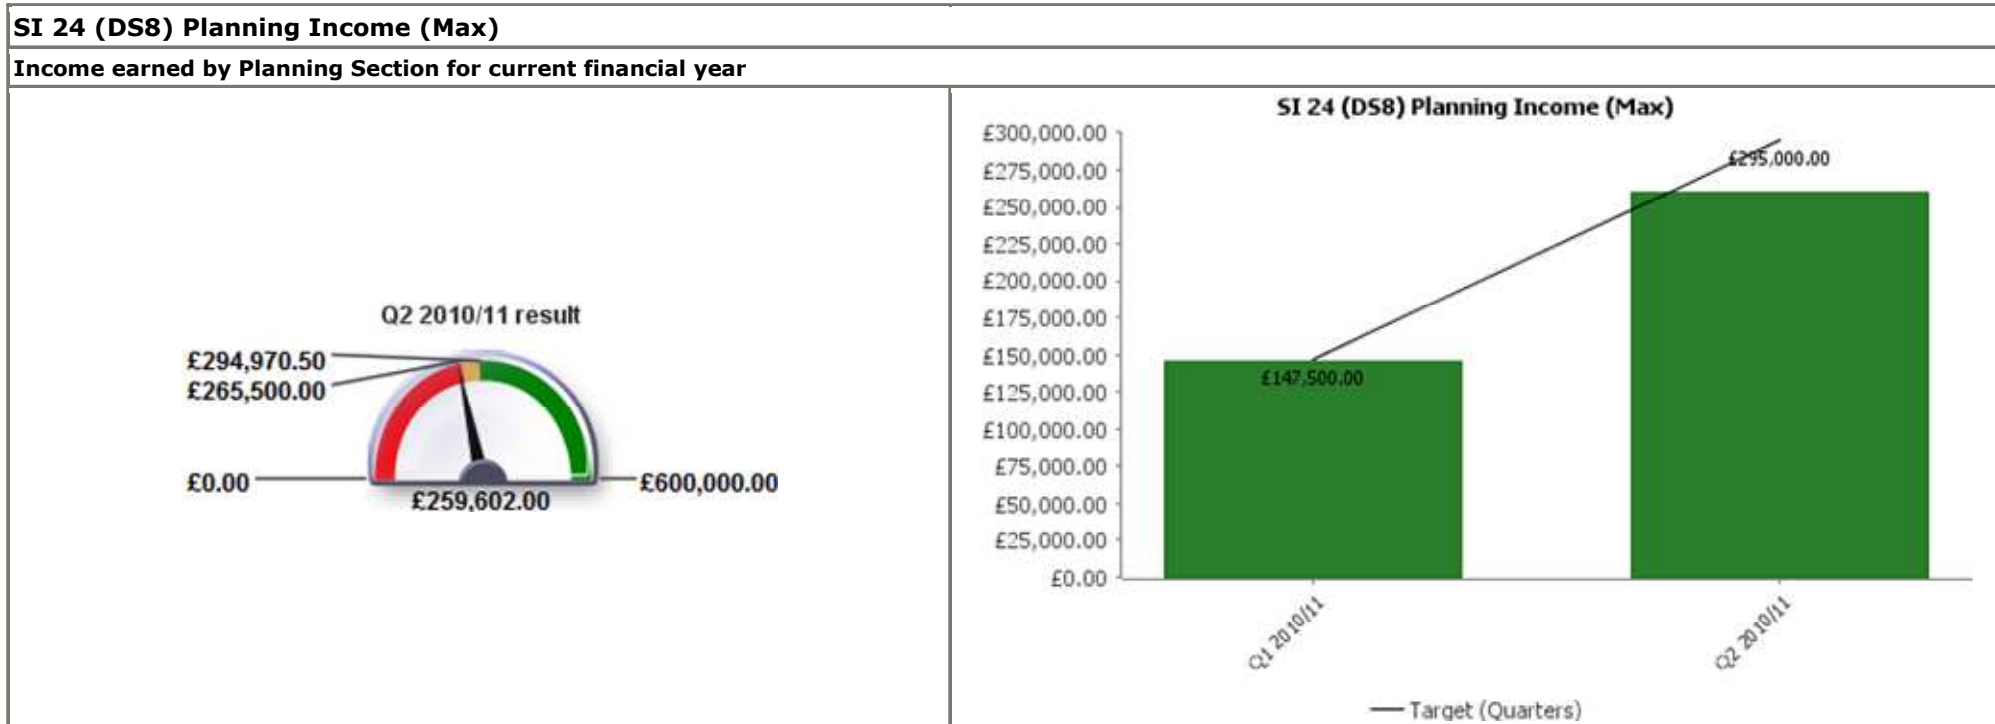 SI 24 (DS8) Planning Income (Max)
Income earned by Planning Section for current financial year
Q2 2010/11 result
£294,970.50
£265,500.00
£0.00
£600,000.00
£259,602.00
SI 24 (DS8) Planning Income (Max)
£300,000.00
£275,000.00
£250,000.00
£225,000.00
£200,000.00
£175,000.00
£150,000.00
£125,000.00
£100,000.00
£75,000.00
£50,000.00
£25,000.00
£0.00
£147,500.00
£295,000.00
Q1 2010/11
Q2 2010/11
Target (Quarters)